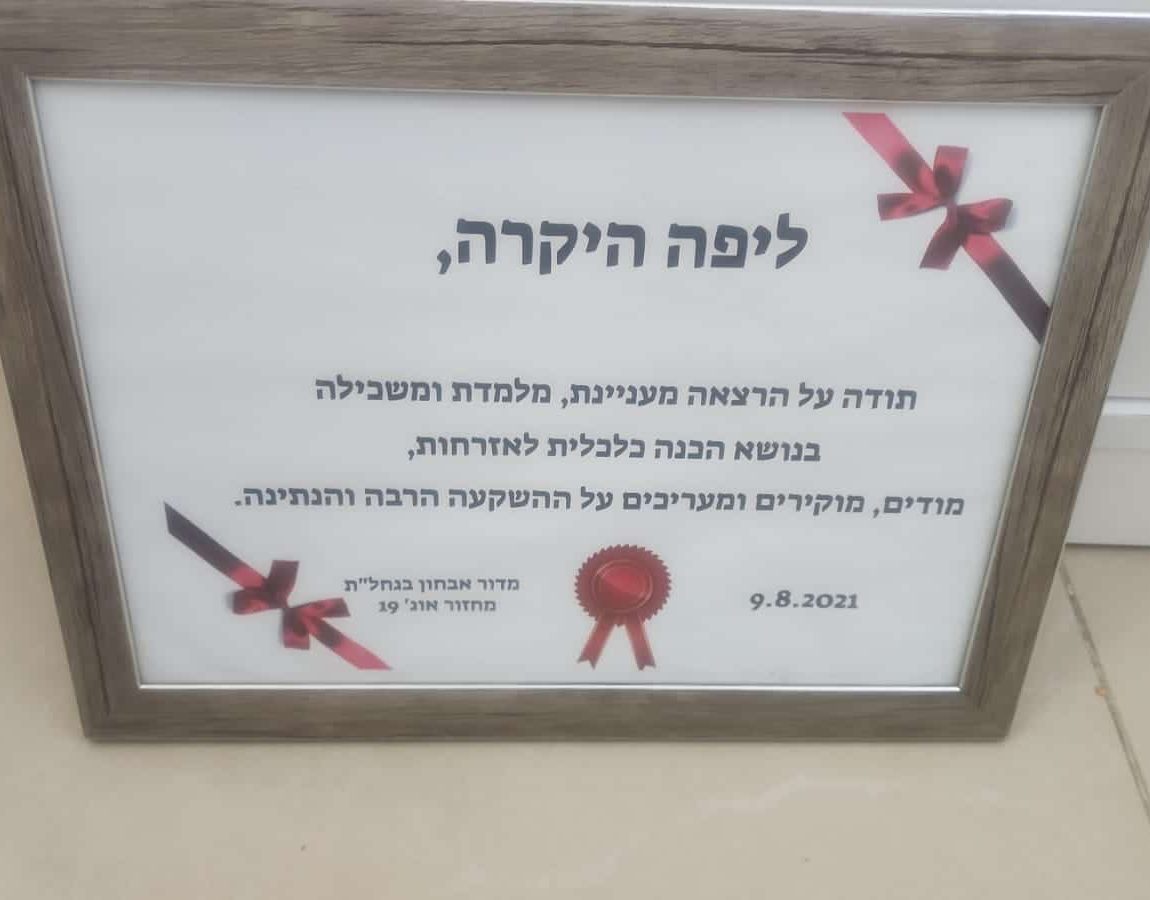 ליפה היקרה,
תודה על הרצאה מעניינת, מלמדת ומשכילה
בנושא הכנה כלכלית לאזרחות,
מודים, מוקירים ומעריכים על ההשקעה הרבה והנתינה.
9.8.2021
מדור אבחון בגחל"ת
מחזור אוג' 19